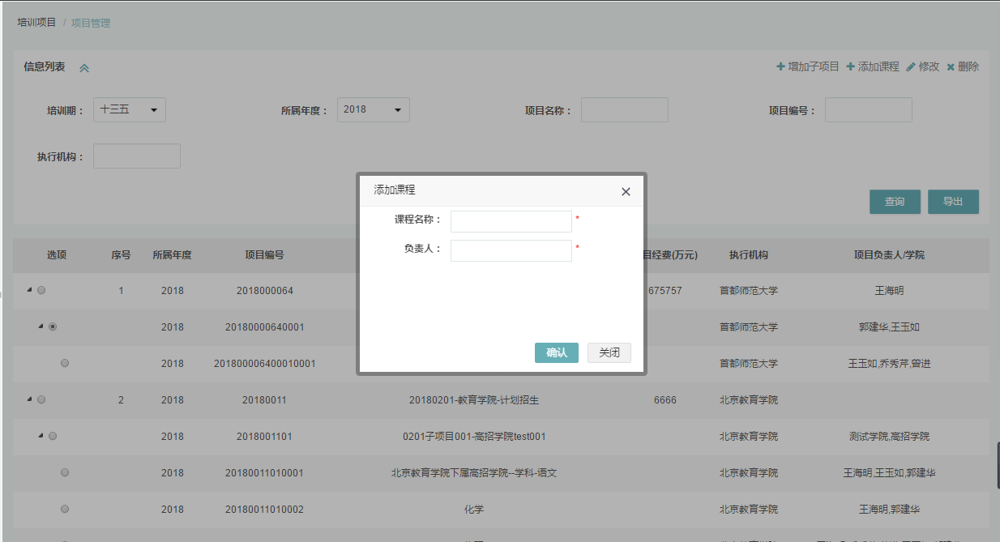 培训项目 / 项目管理
信息列表
增加子项目 添加课程 修改 删除
培训期： 十三五 所属年度： 2018 项目名称： 项目编号：
执行机构：
查询 导出
添加课程
课程名称： *
负责人： *
确认 关闭
选项 序号 所属年度 项目编号 目经费(万元) 执行机构 项目负责人/学院
1 2018 2018000064 675757 首都师范大学 王海明
2018 20180000640001 首都师范大学 郭建华,王玉如
2018 201800006400010001 首都师范大学 王玉如,乔秀芹,曾进
2 2018 20180011 20180201-教育学院-计划招生 6666 北京教育学院
2018 2018001101 0201子项目001-高招学院test001 北京教育学院 测试学院,高招学院
2018 20180011010001 北京教育学院下属高招学院--学科-语文 北京教育学院 王海明,王玉如,郭建华
2018 20180011010002 化学 北京教育学院 王海明,郭建华